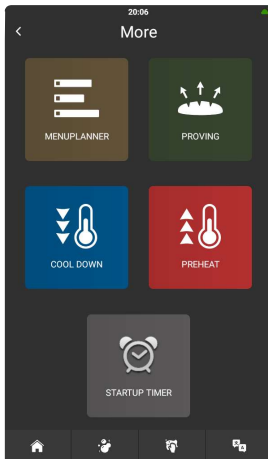 20:06
More
MENUPLANNER
PROVING
COOL DOWN
PREHEAT
STARTUP TIMER